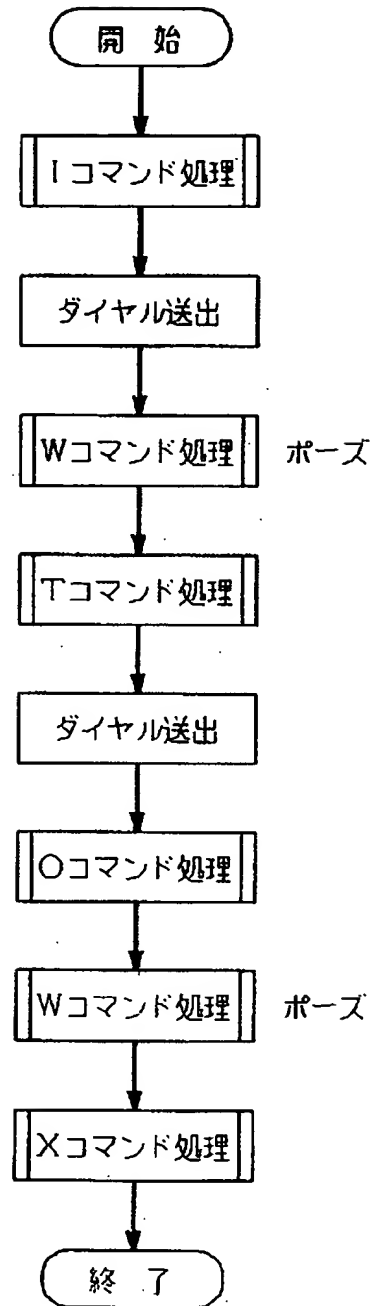 開 始
Iコマンド処理
ダイヤル送出
Wコマンド処理 ポーズ
Tコマンド処理
ダイヤル送出
Oコマンド処理
Wコマンド処理 ポーズ
Xコマンド処理
終 了